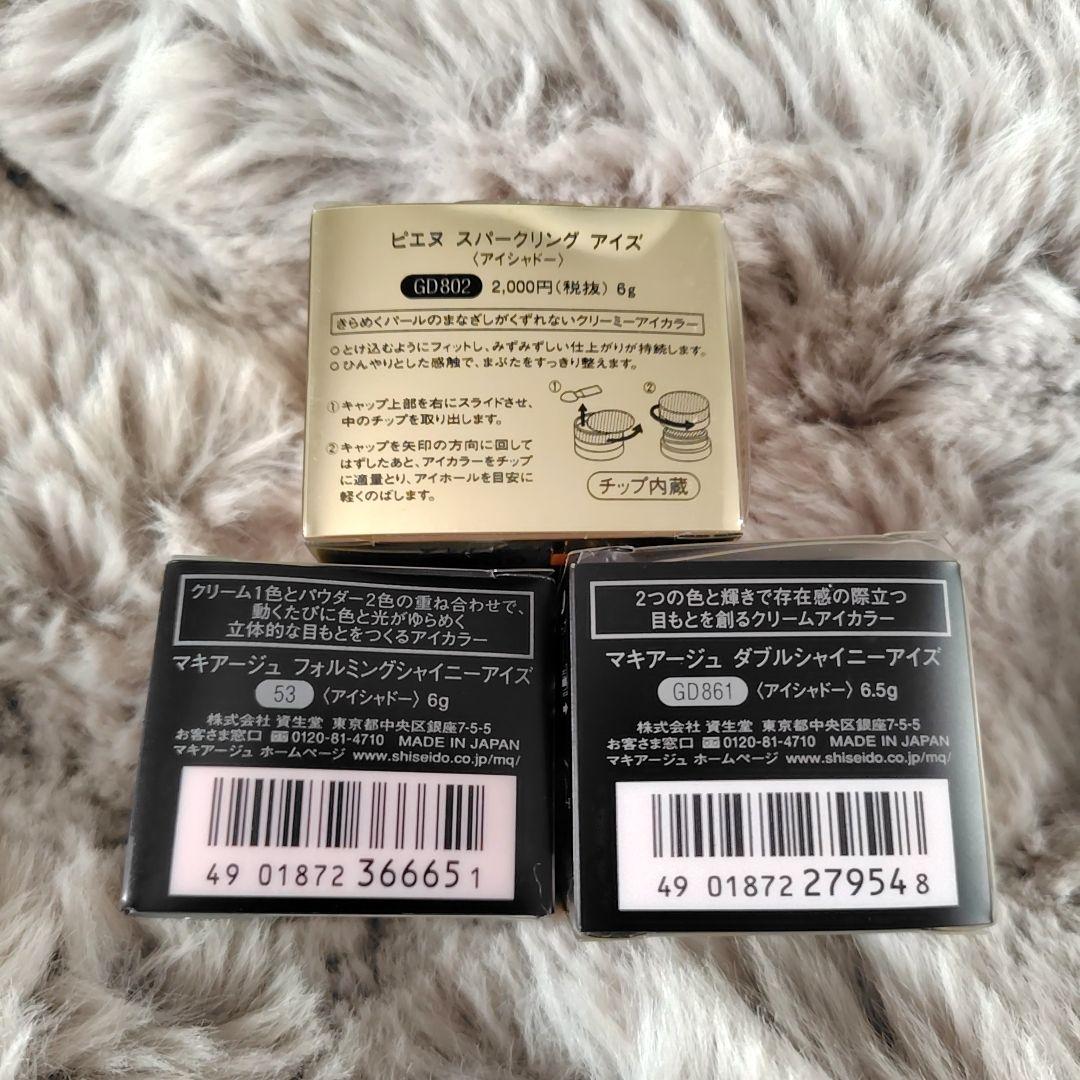 ピエヌ スパークリング アイズ
〈アイシャドー〉
GD802 2,000円(税抜) 6g
きらめくパールのまなざしがくずれないクリーミーアイカラー
○とけ込むようにフィットし、みずみずしい仕上がりが持続します。
○ひんやりとした感触で、まぶたをすっきり整えます。
①キャップ上部を右にスライドさせ、
中のチップを取り出します。
②キャップを矢印の方向に回して
はずしたあと、アイカラーをチップ
に適量とり、アイホールを目安に
軽くのばします。
① ②
チップ内蔵
クリーム1色とパウダー2色の重ね合わせで、
動くたびに色と光がゆらめく
立体的な目もとをつくるアイカラー
マキアージュ フォルミングシャイニーアイズ
53 〈アイシャドー〉 6g
株式会社 資生堂 東京都中央区銀座7-5-5
お客さま窓口 0120-81-4710 MADE IN JAPAN
マキアージュ ホームページ www.shiseido.co.jp/mq/
49 01872 36665 1
2つの色と輝きで存在感の際立つ
目もとを創るクリームアイカラー
マキアージュ ダブルシャイニーアイズ
GD861 〈アイシャドー〉 6.5g
株式会社 資生堂 東京都中央区銀座7-5-5
お客さま窓口 0120-81-4710 MADE IN JAPAN
マキアージュ ホームページ www.shiseido.co.jp/mq/
49 01872 27954 8